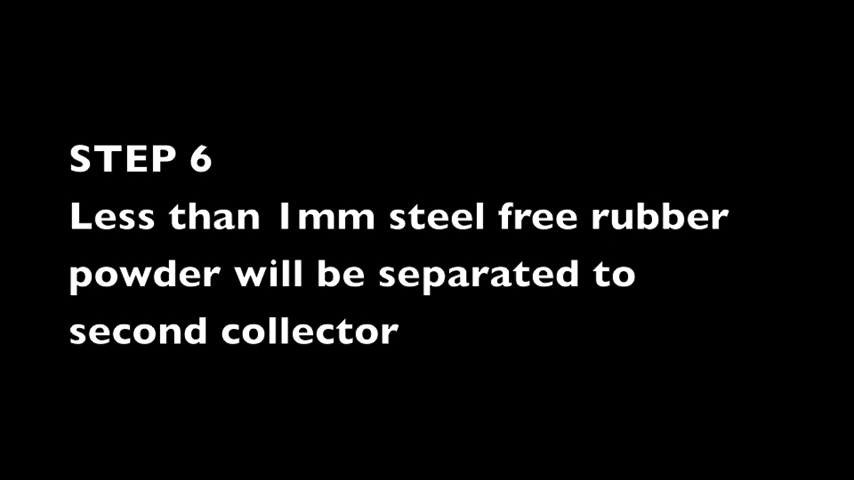 STEP 6
Less than 1mm steel free rubber
powder will be separated to
second collector